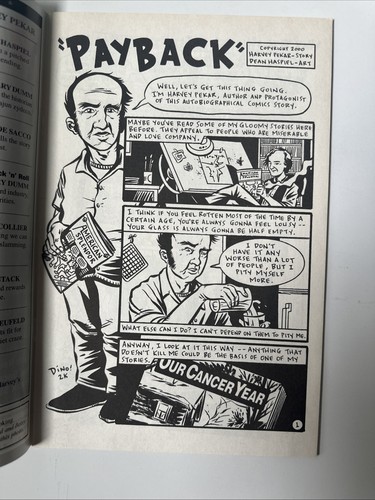 "PAYBACK"
COPYRIGHT 2000
HARVEY PEKAR-STORY
DEAN HASPIEL-ART
WELL, LET'S GET THIS THING GOING.
I'M HARVEY PEKAR, AUTHOR AND PROTAGONIST
OF THIS AUTOBIOGRAPHICAL COMICS STORY.
MAYBE YOU'VE READ SOME OF MY GLOOMY STORIES HERE
BEFORE. THEY APPEAL TO PEOPLE WHO ARE MISERABLE
AND LOVE COMPANY.
I THINK IF YOU FEEL ROTTEN MOST OF THE TIME BY A
CERTAIN AGE, YOU'RE ALWAYS GONNA FEEL LOUSY --
YOUR GLASS IS ALWAYS GONNA BE HALF EMPTY.
I DON'T
HAVE IT ANY
WORSE THAN A LOT
OF PEOPLE, BUT I
PITY MYSELF
MORE.
WHAT ELSE CAN I DO? I CAN'T DEPEND ON THEM TO PITY ME.
ANYWAY, I LOOK AT IT THIS WAY -- ANYTHING THAT
DOESN'T KILL ME COULD BE THE BASIS OF ONE OF MY
STORIES.
OUR CANCER YEAR
AMERICAN
SPLENDOR
DINO!
2K
1
PEKAR
HASPIEL
DUMM
SACCO
COLLIER
STACK